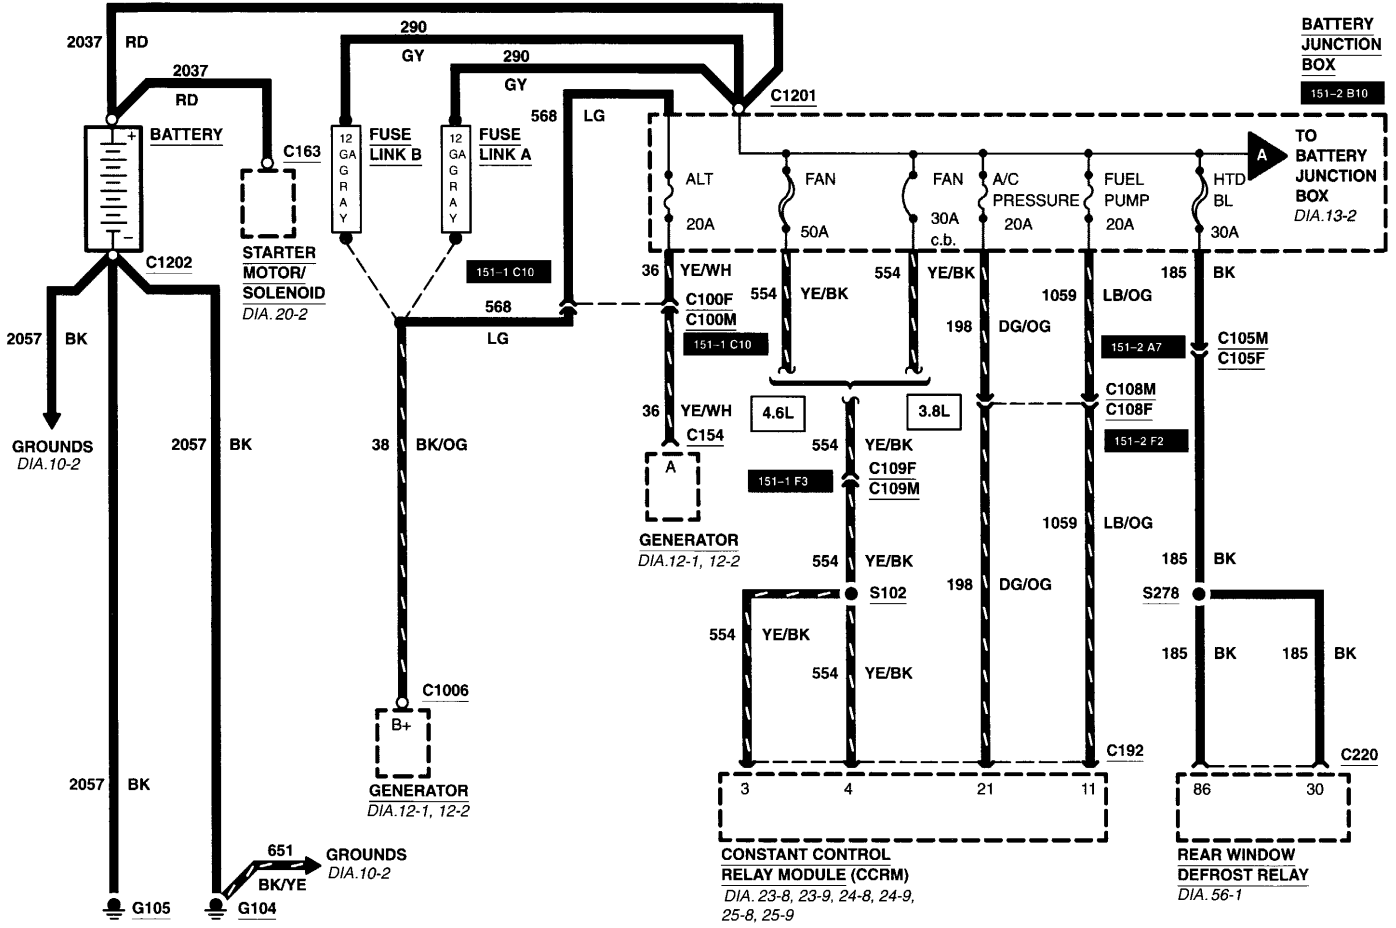 2037 RD
2037
RD
290
GY
290
GY
568 LG
C1201
BATTERY
JUNCTION
BOX
151-2 B10
+
BATTERY
−
C163
STARTER
MOTOR/
SOLENOID
DIA. 20-2
12
GA
G
R
A
Y
FUSE
LINK B
12
GA
G
R
A
Y
FUSE
LINK A
ALT
20A
FAN
50A
FAN
30A
c.b.
A/C
PRESSURE
20A
FUEL
PUMP
20A
HTD
BL
30A
A
TO
BATTERY
JUNCTION
BOX
DIA.13-2
C1202
151-1 C10
568
LG
36 YE/WH
C100F
C100M
151-1 C10
554 YE/BK
554 YE/BK
198 DG/OG
1059 LB/OG
185 BK
151-2 A7
C105M
C105F
2057 BK
GROUNDS
DIA.10-2
2057 BK
38 BK/OG
36 YE/WH
C154
A
GENERATOR
DIA.12-1, 12-2
4.6L
3.8L
C108M
C108F
151-2 F2
554 YE/BK
151-1 F3
C109F
C109M
554 YE/BK
S102
554 YE/BK
554 YE/BK
198 DG/OG
1059 LB/OG
185 BK
S278
185 BK
185 BK
C1006
B+
GENERATOR
DIA.12-1, 12-2
2057 BK
C192
3 4 21 11
CONSTANT CONTROL
RELAY MODULE (CCRM)
DIA. 23-8, 23-9, 24-8, 24-9,
25-8, 25-9
C220
86 30
REAR WINDOW
DEFROST RELAY
DIA. 56-1
651
BK/YE
GROUNDS
DIA.10-2
G105
G104